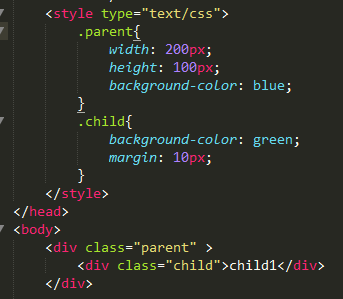 <style type="text/css">
.parent{
width: 200px;
height: 100px;
background-color: blue;
}
.child{
background-color: green;
margin: 10px;
}
</style>
</head>
<body>
<div class="parent" >
<div class="child">child1</div>
</div>